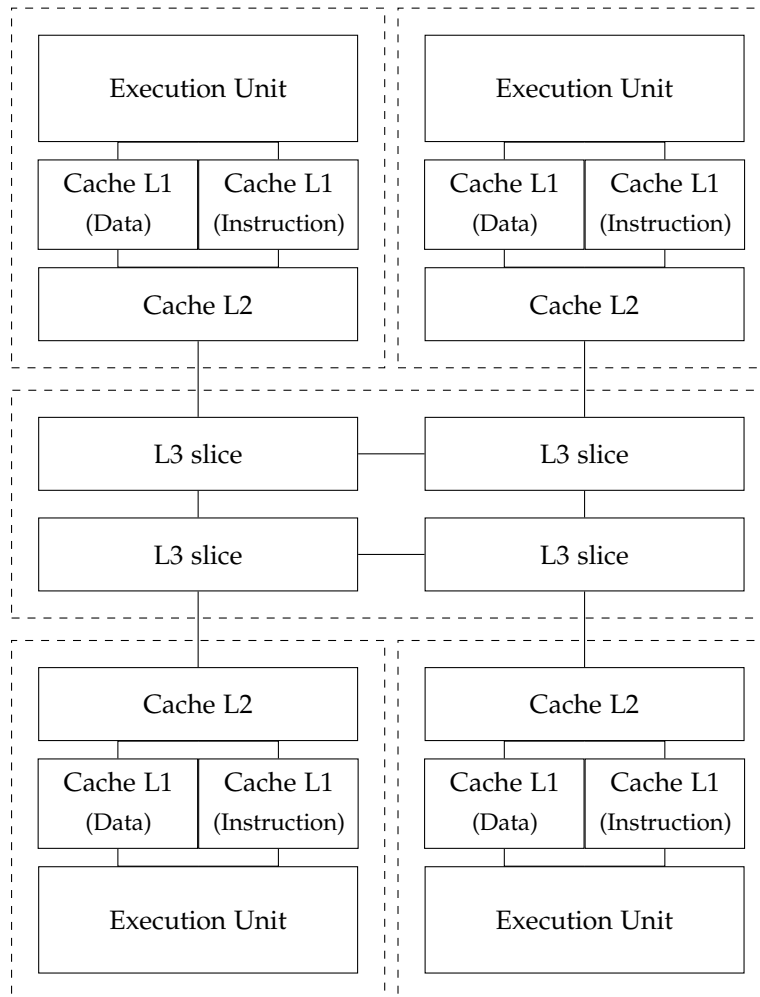 Execution Unit
Execution Unit
Cache L1
(Data)
Cache L1
(Instruction)
Cache L1
(Data)
Cache L1
(Instruction)
Cache L2
Cache L2
L3 slice
L3 slice
L3 slice
L3 slice
Cache L2
Cache L2
Cache L1
(Data)
Cache L1
(Instruction)
Cache L1
(Data)
Cache L1
(Instruction)
Execution Unit
Execution Unit